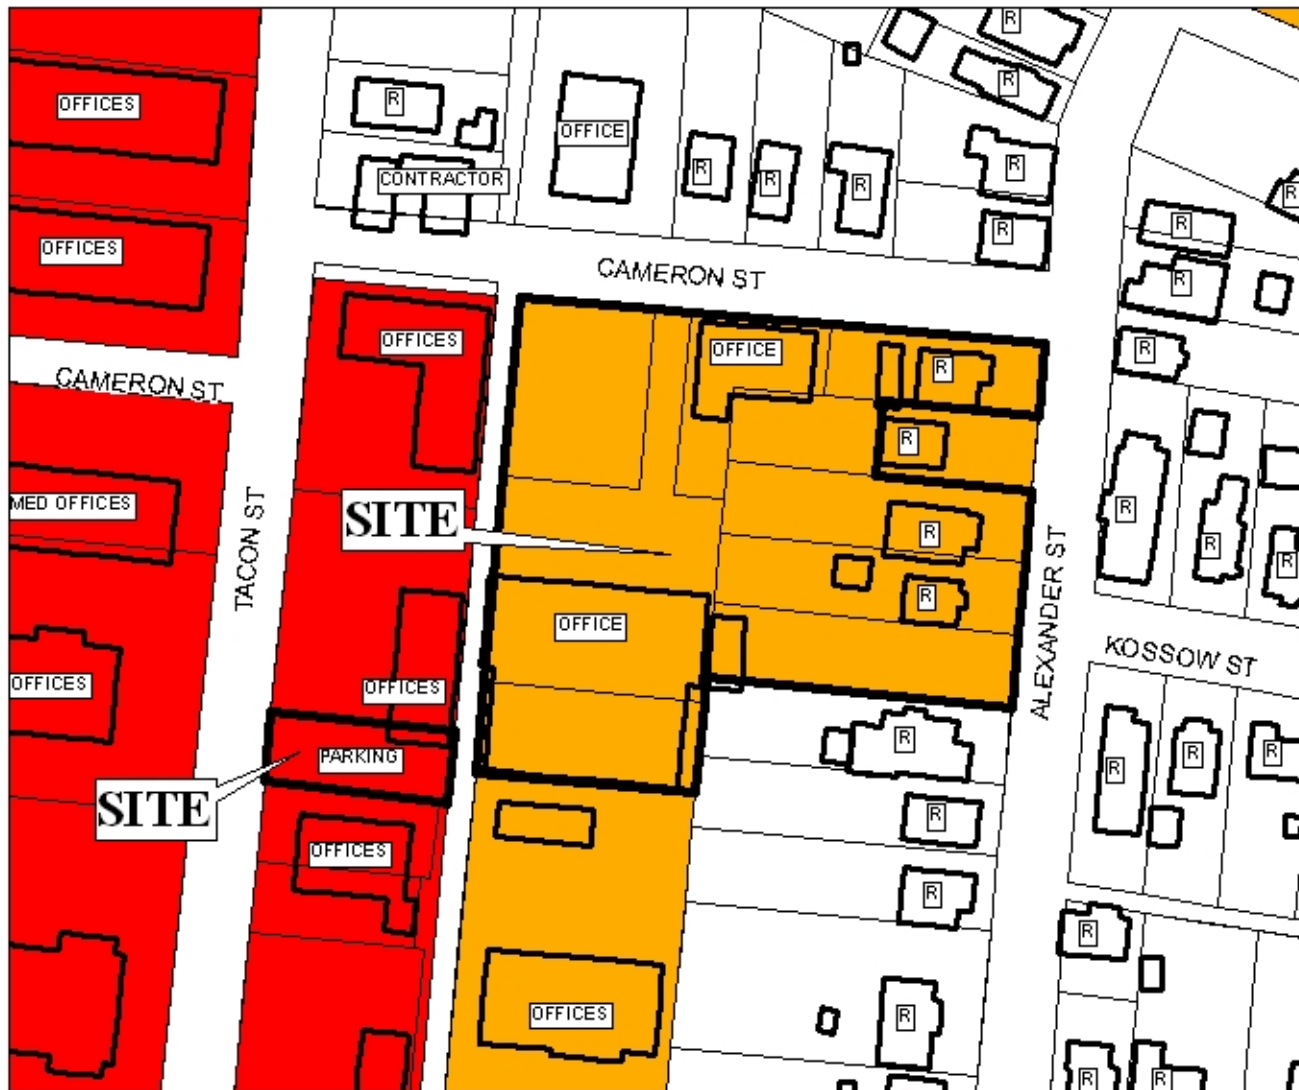 R
R
OFFICES
R
OFFICE
R
R
R
R
CONTRACTOR
R
R
R
OFFICES
R
CAMERON ST
OFFICES
OFFICE
R
R
CAMERON ST
R
MED OFFICES
TACON ST
SITE
R
R
R
R
ALEXANDER ST
R
OFFICE
KOSSOW ST
OFFICES
OFFICES
R
PARKING
R
R
R
SITE
R
OFFICES
R
R
OFFICES
R
R
R